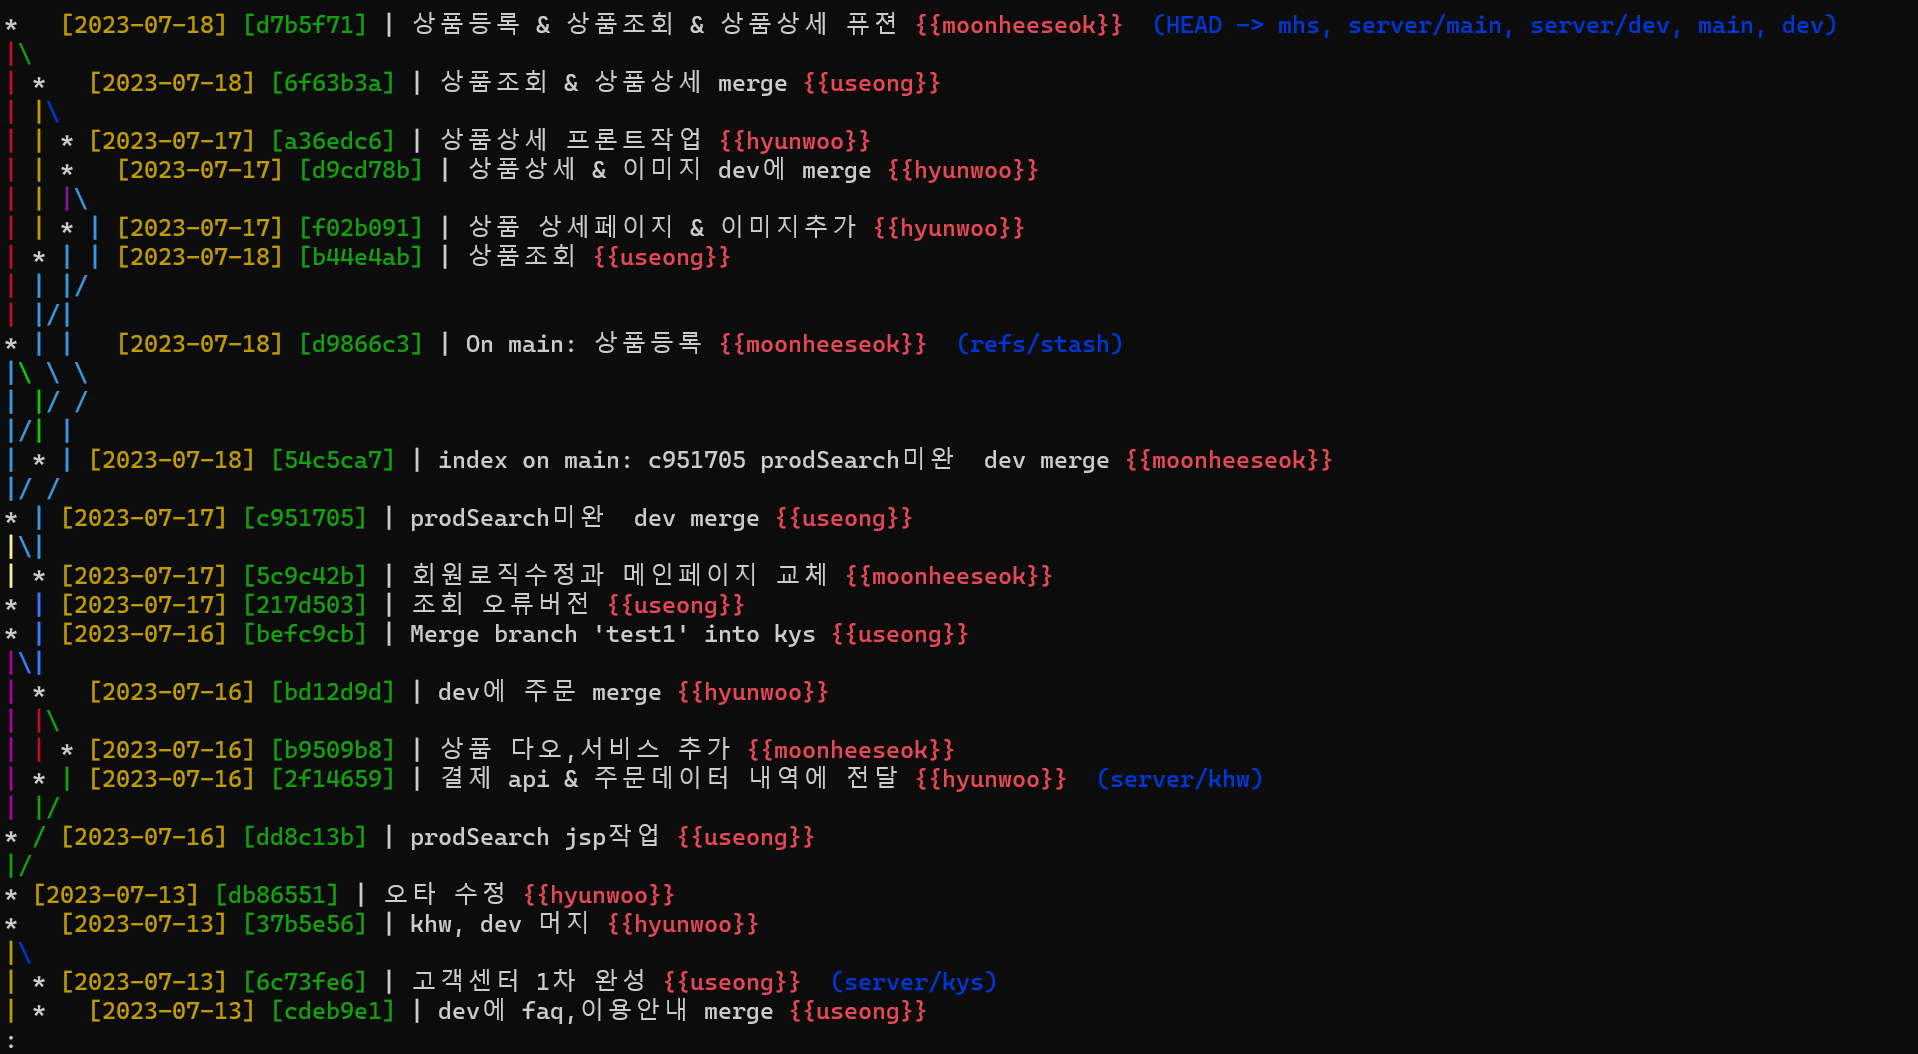 *   [2023-07-18] [d7b5f71] | 상품등록 & 상품조회 & 상품상세 퓨젼 {{moonheeseok}}  (HEAD -> mhs, server/main, server/dev, main, dev)
|\
| *   [2023-07-18] [6f63b3a] | 상품조회 & 상품상세 merge {{useong}}
| |\
| | * [2023-07-17] [a36edc6] | 상품상세 프론트작업 {{hyunwoo}}
| | *   [2023-07-17] [d9cd78b] | 상품상세 & 이미지 dev에 merge {{hyunwoo}}
| | |\
| | * | [2023-07-17] [f02b091] | 상품 상세페이지 & 이미지추가 {{hyunwoo}}
| * | | [2023-07-18] [b44e4ab] | 상품조회 {{useong}}
| | |/
| |/|
* | |   [2023-07-18] [d9866c3] | On main: 상품등록 {{moonheeseok}}  (refs/stash)
|\ \ \
| |/ /
|/| |
| * | [2023-07-18] [54c5ca7] | index on main: c951705 prodSearch미완  dev merge {{moonheeseok}}
|/ /
* | [2023-07-17] [c951705] | prodSearch미완  dev merge {{useong}}
|\|
| * [2023-07-17] [5c9c42b] | 회원로직수정과 메인페이지 교체 {{moonheeseok}}
* | [2023-07-17] [217d503] | 조회 오류버전 {{useong}}
* | [2023-07-16] [befc9cb] | Merge branch 'test1' into kys {{useong}}
|\|
| *   [2023-07-16] [bd12d9d] | dev에 주문 merge {{hyunwoo}}
| |\
| | * [2023-07-16] [b9509b8] | 상품 다오,서비스 추가 {{moonheeseok}}
| * | [2023-07-16] [2f14659] | 결제 api & 주문데이터 내역에 전달 {{hyunwoo}}  (server/khw)
| |/
* / [2023-07-16] [dd8c13b] | prodSearch jsp작업 {{useong}}
|/
* [2023-07-13] [db86551] | 오타 수정 {{hyunwoo}}
*   [2023-07-13] [37b5e56] | khw, dev 머지 {{hyunwoo}}
|\
| * [2023-07-13] [6c73fe6] | 고객센터 1차 완성 {{useong}}  (server/kys)
| *   [2023-07-13] [cdeb9e1] | dev에 faq,이용안내 merge {{useong}}
: